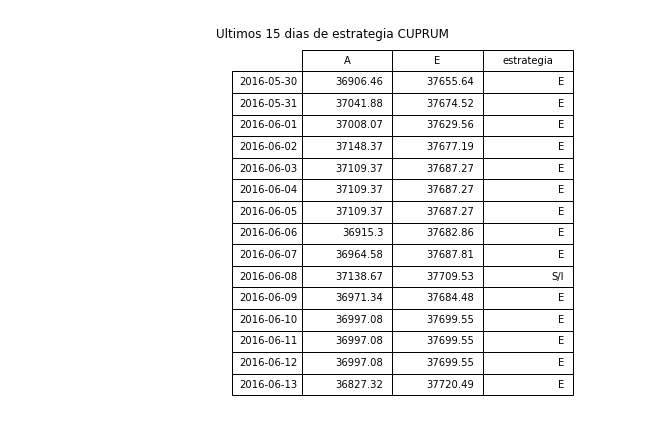 Ultimos 15 dias de estrategia CUPRUM
A E estrategia
2016-05-30 36906.46 37655.64 E
2016-05-31 37041.88 37674.52 E
2016-06-01 37008.07 37629.56 E
2016-06-02 37148.37 37677.19 E
2016-06-03 37109.37 37687.27 E
2016-06-04 37109.37 37687.27 E
2016-06-05 37109.37 37687.27 E
2016-06-06 36915.3 37682.86 E
2016-06-07 36964.58 37687.81 E
2016-06-08 37138.67 37709.53 S/I
2016-06-09 36971.34 37684.48 E
2016-06-10 36997.08 37699.55 E
2016-06-11 36997.08 37699.55 E
2016-06-12 36997.08 37699.55 E
2016-06-13 36827.32 37720.49 E